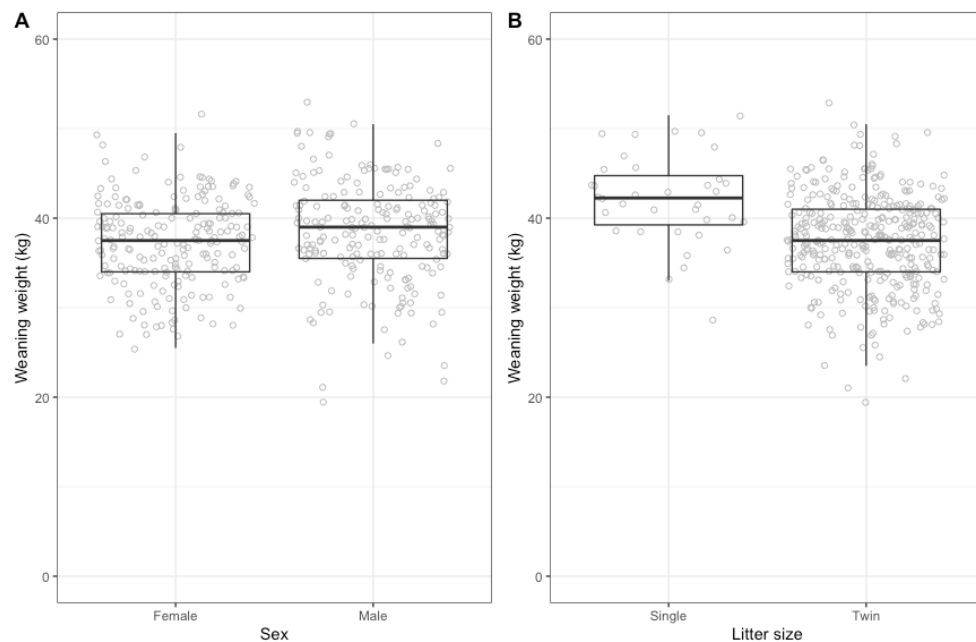 A
60
40
20
0
Weaning weight (kg)
Female
Male
Sex
B
60
40
20
0
Weaning weight (kg)
Single
Twin
Litter size